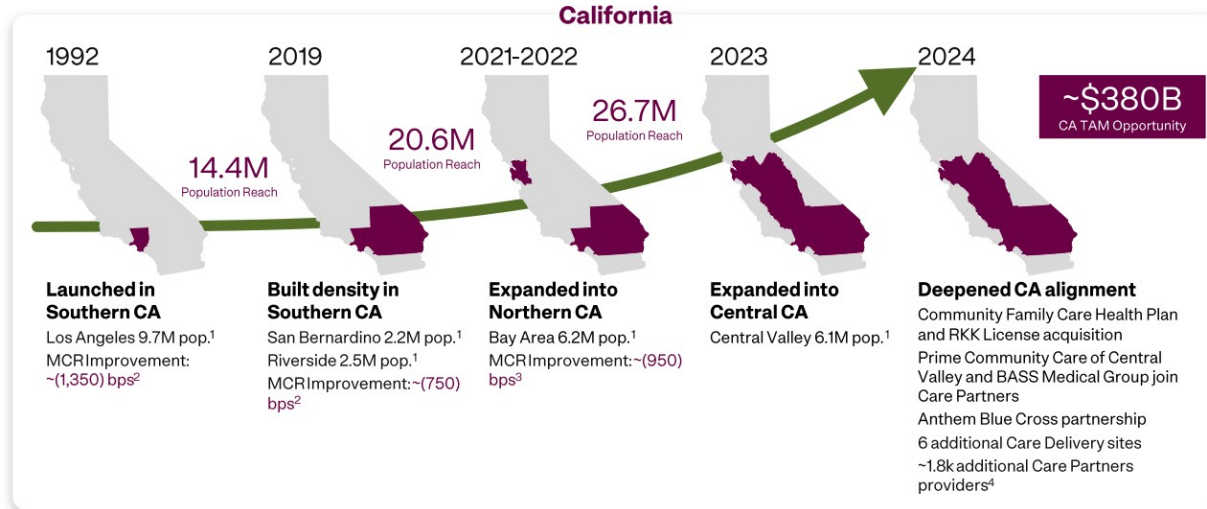 California
1992
2019
2021-2022
2023
2024
14.4M
Population Reach
20.6M
Population Reach
26.7M
Population Reach
~$380B
CA TAM Opportunity
Launched in
Southern CA
Los Angeles 9.7M pop.¹
MCR Improvement:
~(1,350) bps²
Built density in
Southern CA
San Bernardino 2.2M pop.¹
Riverside 2.5M pop.¹
MCR Improvement: ~(750)
bps²
Expanded into
Northern CA
Bay Area 6.2M pop.¹
MCR Improvement: ~(950)
bps³
Expanded into
Central CA
Central Valley 6.1M pop.¹
Deepened CA alignment
Community Family Care Health Plan
and RKK License acquisition
Prime Community Care of Central
Valley and BASS Medical Group join
Care Partners
Anthem Blue Cross partnership
6 additional Care Delivery sites
~1.8k additional Care Partners
providers⁴